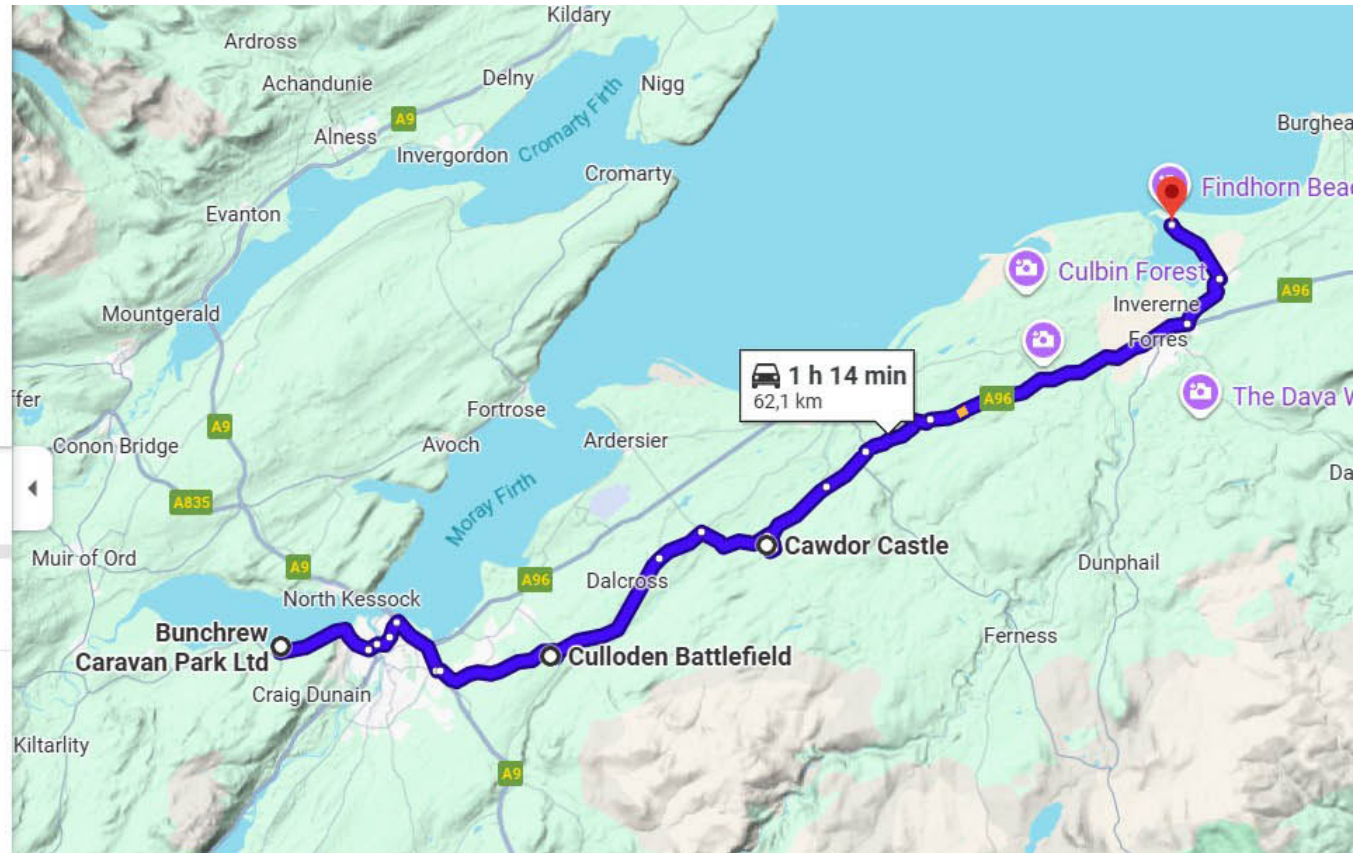 Kildary
Ardross
Achandunie
Delny
Nigg
A9
Alness
Invergordon
Cromarty Firth
Burghea
Cromarty
Findhorn Beac
Evanton
Culbin Forest
A96
Invererne
Mountgerald
Forres
1 h 14 min
62,1 km
The Dava W
ffer
A96
Fortrose
A9
Conon Bridge
Avoch
Ardersier
Da
A835
Moray Firth
Cawdor Castle
Muir of Ord
A9
A96
Dalcross
Dunphail
North Kessock
Bunchrew
Caravan Park Ltd
Ferness
Culloden Battlefield
Craig Dunain
Kiltarlity
A9